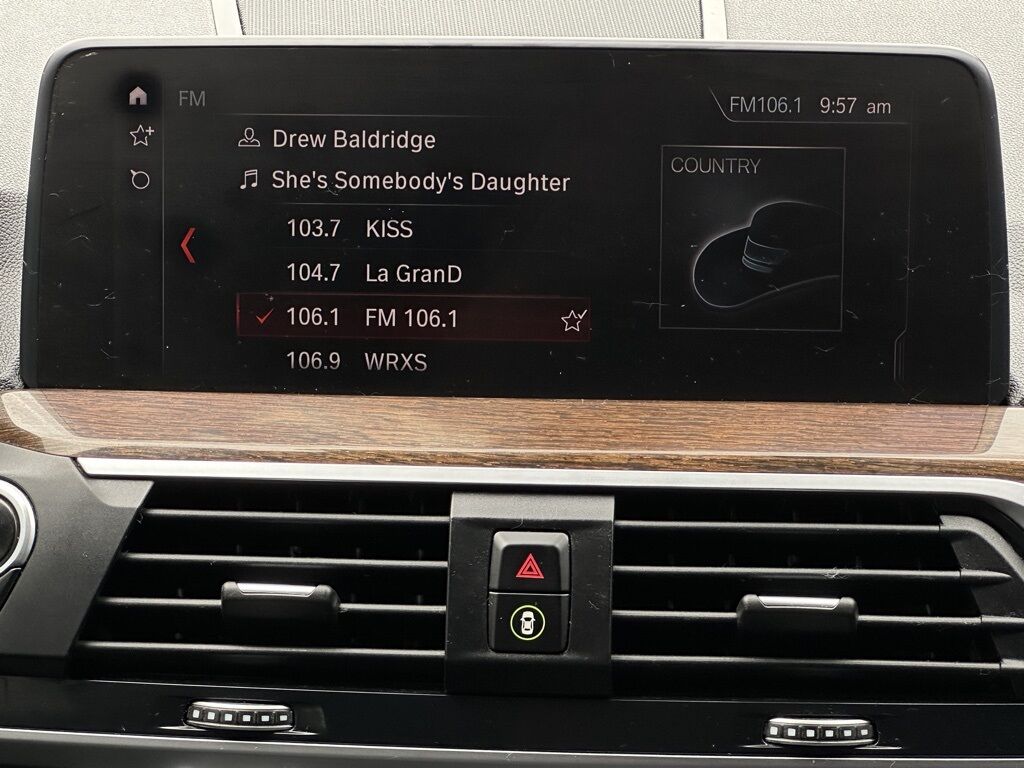 FM
FM106.1 9:57 am
Drew Baldridge
She's Somebody's Daughter
COUNTRY
103.7 KISS
104.7 La GranD
106.1 FM 106.1
106.9 WRXS